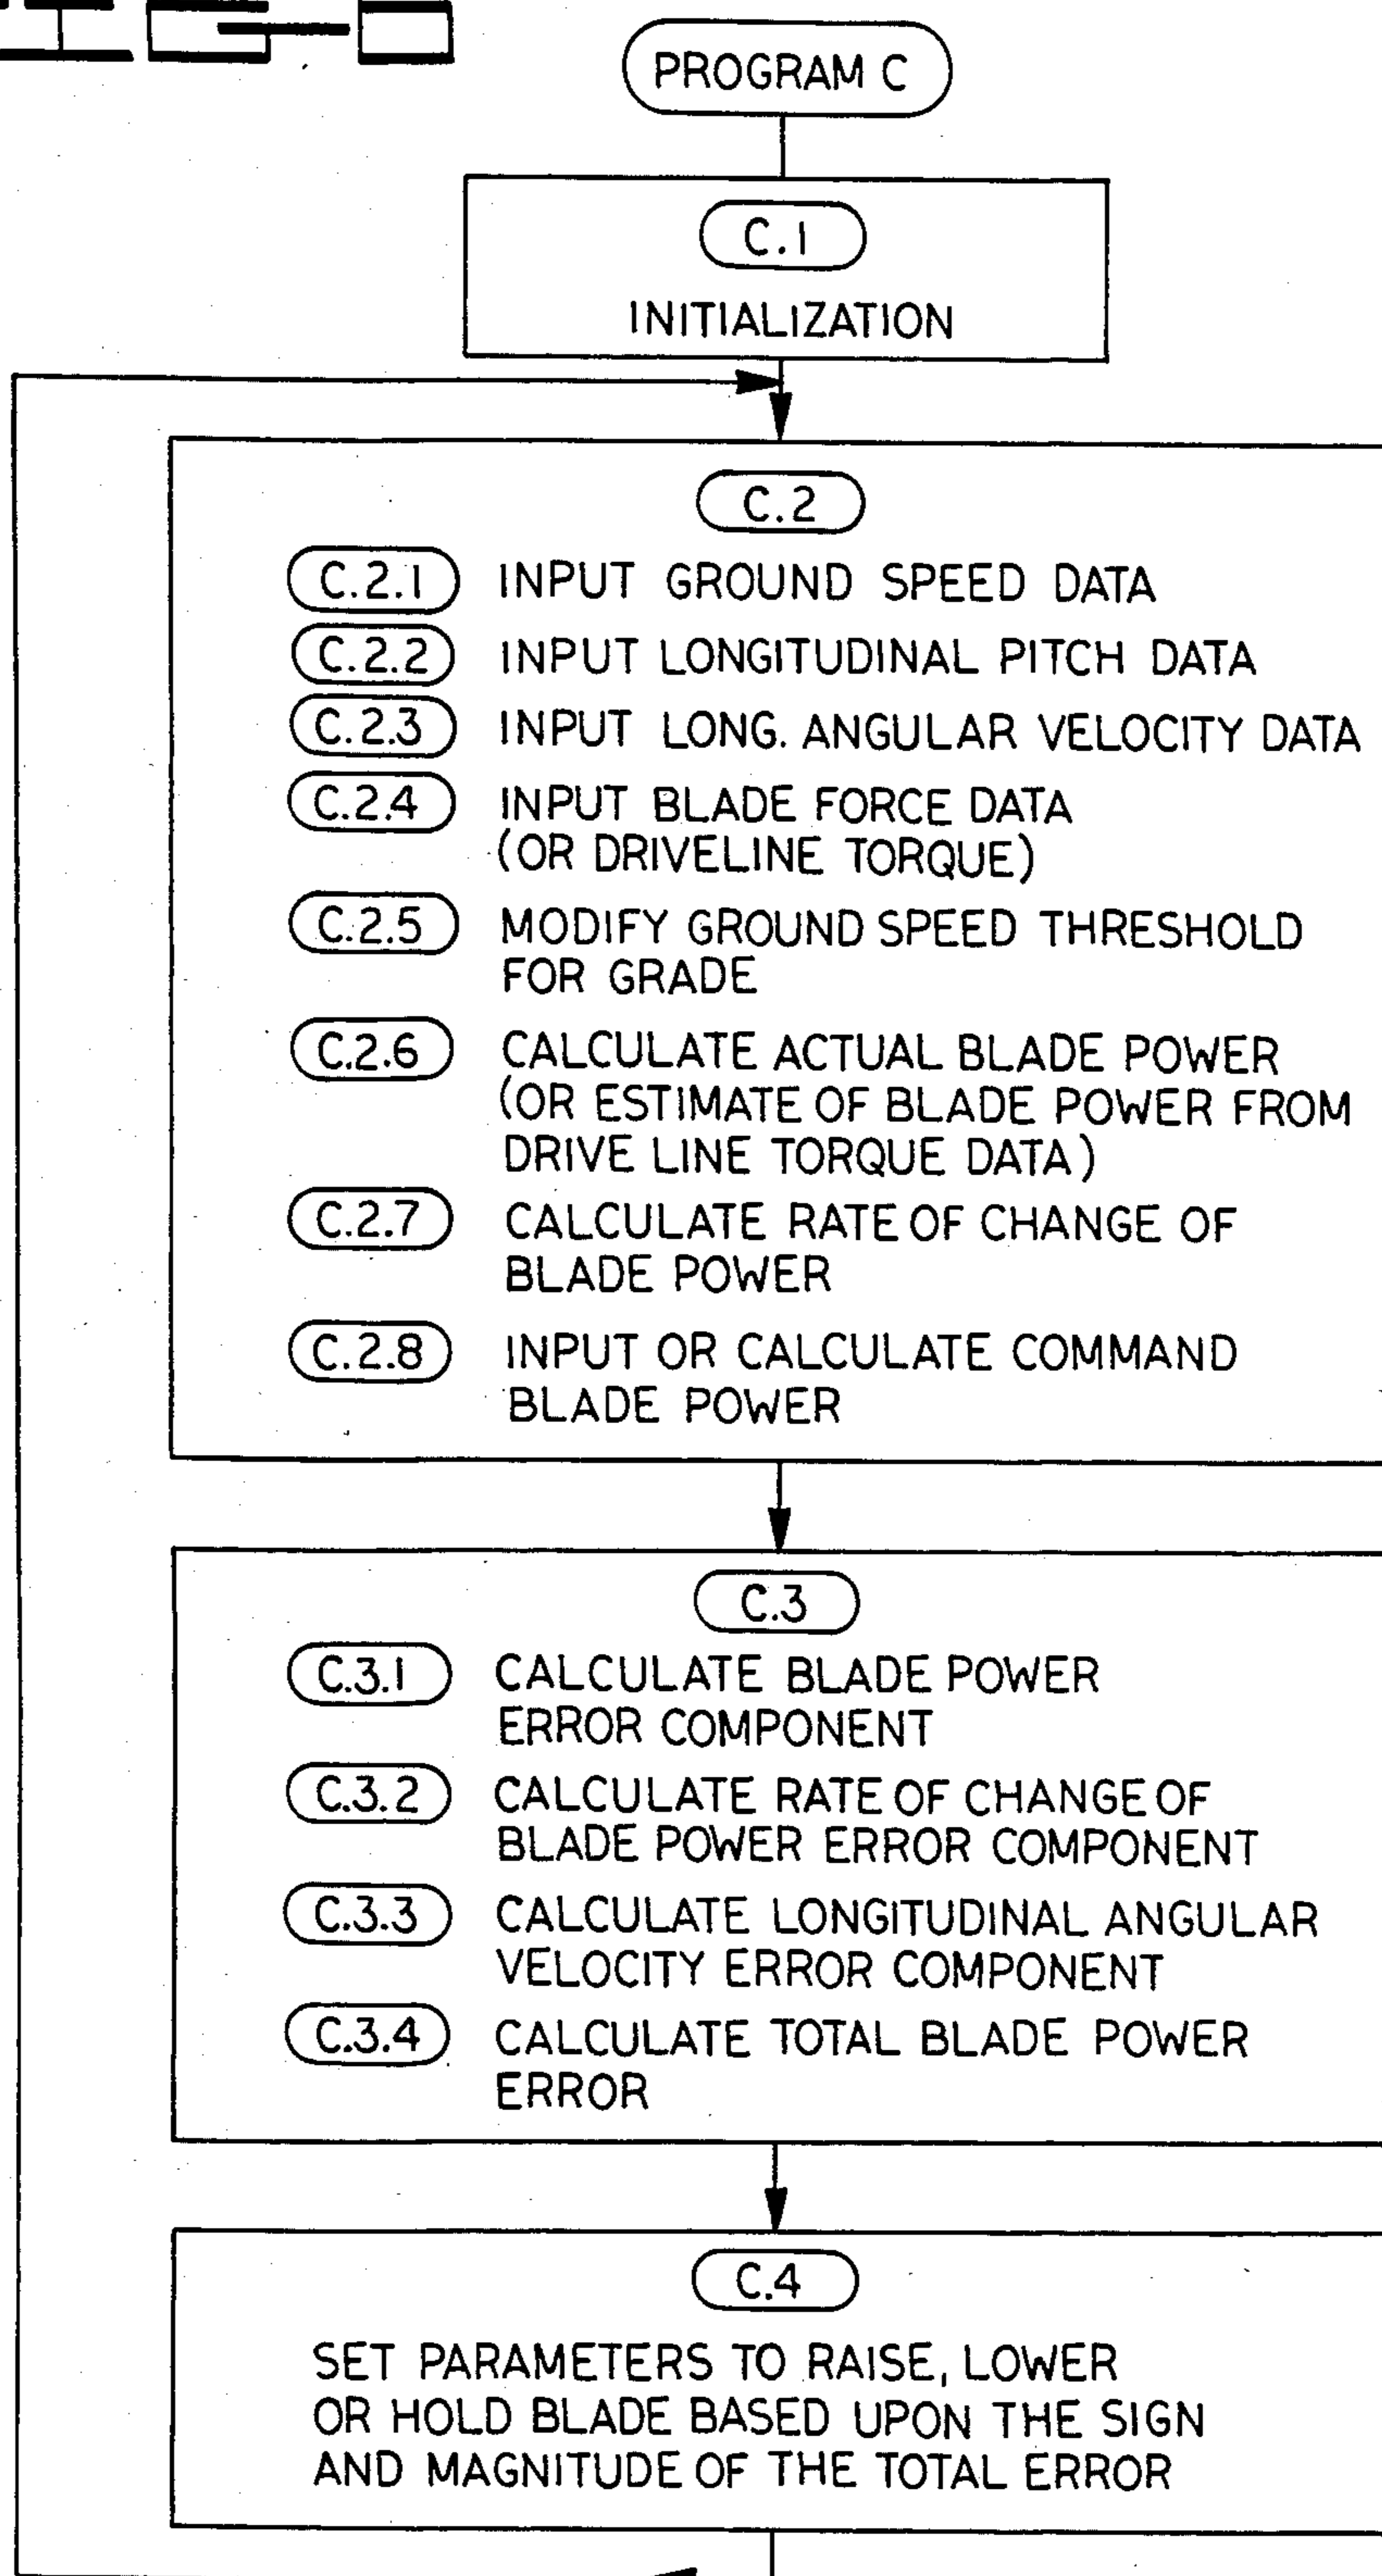 PROGRAM C
C.1
INITIALIZATION
C.2
C.2.1 INPUT GROUND SPEED DATA
C.2.2 INPUT LONGITUDINAL PITCH DATA
C.2.3 INPUT LONG. ANGULAR VELOCITY DATA
C.2.4 INPUT BLADE FORCE DATA
(OR DRIVELINE TORQUE)
C.2.5 MODIFY GROUND SPEED THRESHOLD
FOR GRADE
C.2.6 CALCULATE ACTUAL BLADE POWER
(OR ESTIMATE OF BLADE POWER FROM
DRIVE LINE TORQUE DATA)
C.2.7 CALCULATE RATE OF CHANGE OF
BLADE POWER
C.2.8 INPUT OR CALCULATE COMMAND
BLADE POWER
C.3
C.3.1 CALCULATE BLADE POWER
ERROR COMPONENT
C.3.2 CALCULATE RATE OF CHANGE OF
BLADE POWER ERROR COMPONENT
C.3.3 CALCULATE LONGITUDINAL ANGULAR
VELOCITY ERROR COMPONENT
C.3.4 CALCULATE TOTAL BLADE POWER
ERROR
C.4
SET PARAMETERS TO RAISE, LOWER
OR HOLD BLADE BASED UPON THE SIGN
AND MAGNITUDE OF THE TOTAL ERROR